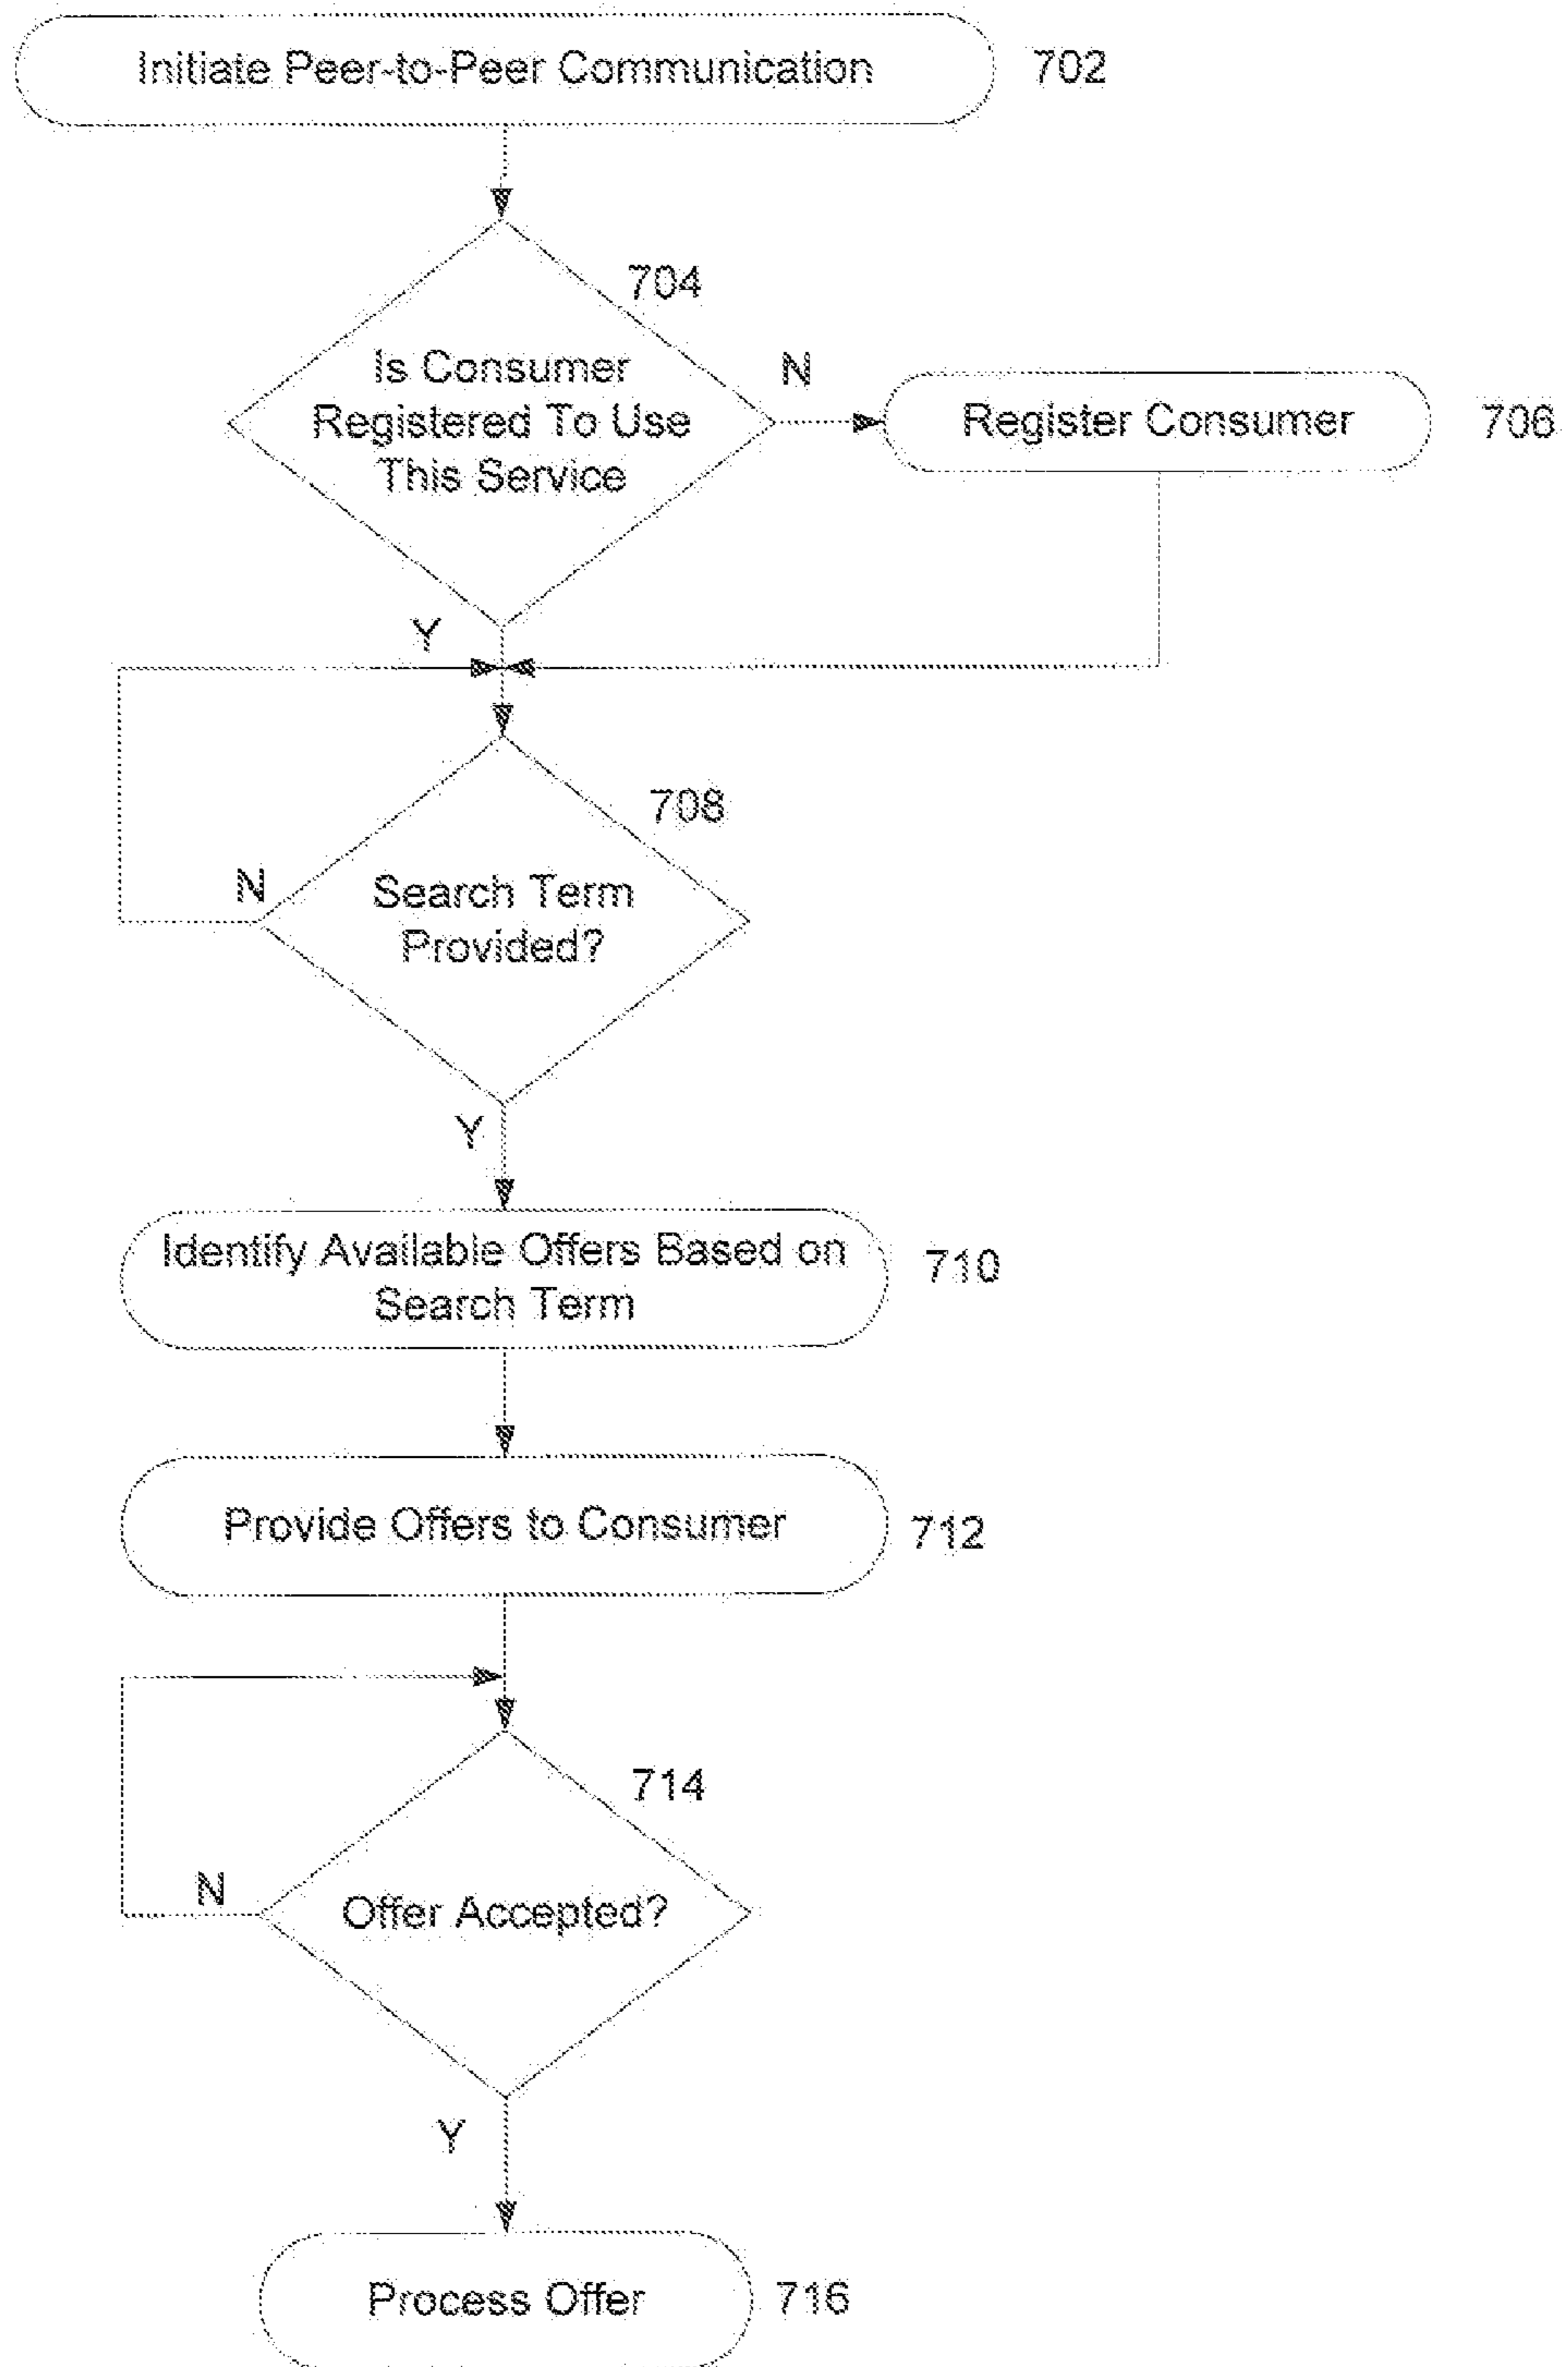 Initiate Peer-to-Peer Communication
702
704
Is Consumer
Registered To Use
This Service
N
Register Consumer
706
Y
708
N
Search Term
Provided?
Y
Identify Available Offers Based on
Search Term
710
Provide Offers to Consumer
712
714
N
Offer Accepted?
Y
Process Offer
716